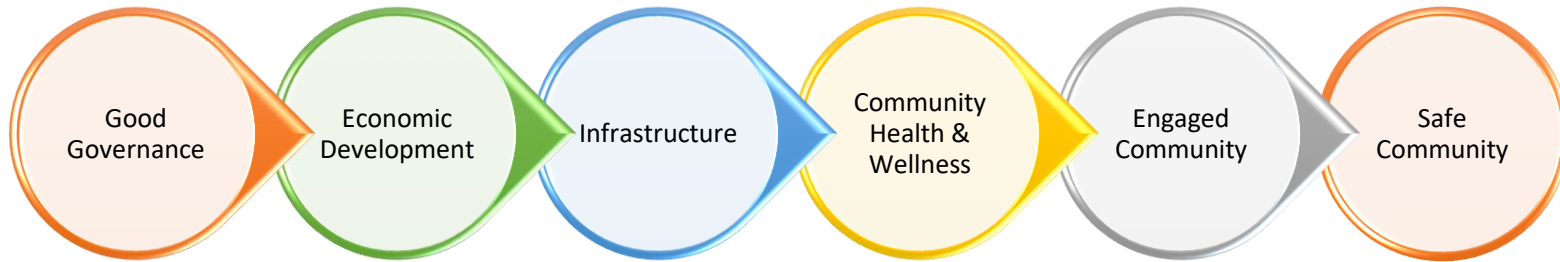 Good
Governance
Economic
Development
Infrastructure
Community
Health &
Wellness
Engaged
Community
Safe
Community